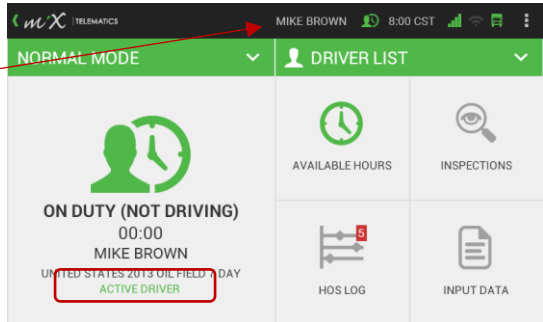 miX TELEMATICS MIKE BROWN 8:00 CST
NORMAL MODE
DRIVER LIST
ON DUTY (NOT DRIVING)
00:00
MIKE BROWN
UNITED STATES 2013 OIL FIELD 7 DAY
ACTIVE DRIVER
AVAILABLE HOURS
INSPECTIONS
5
HOS LOG
INPUT DATA